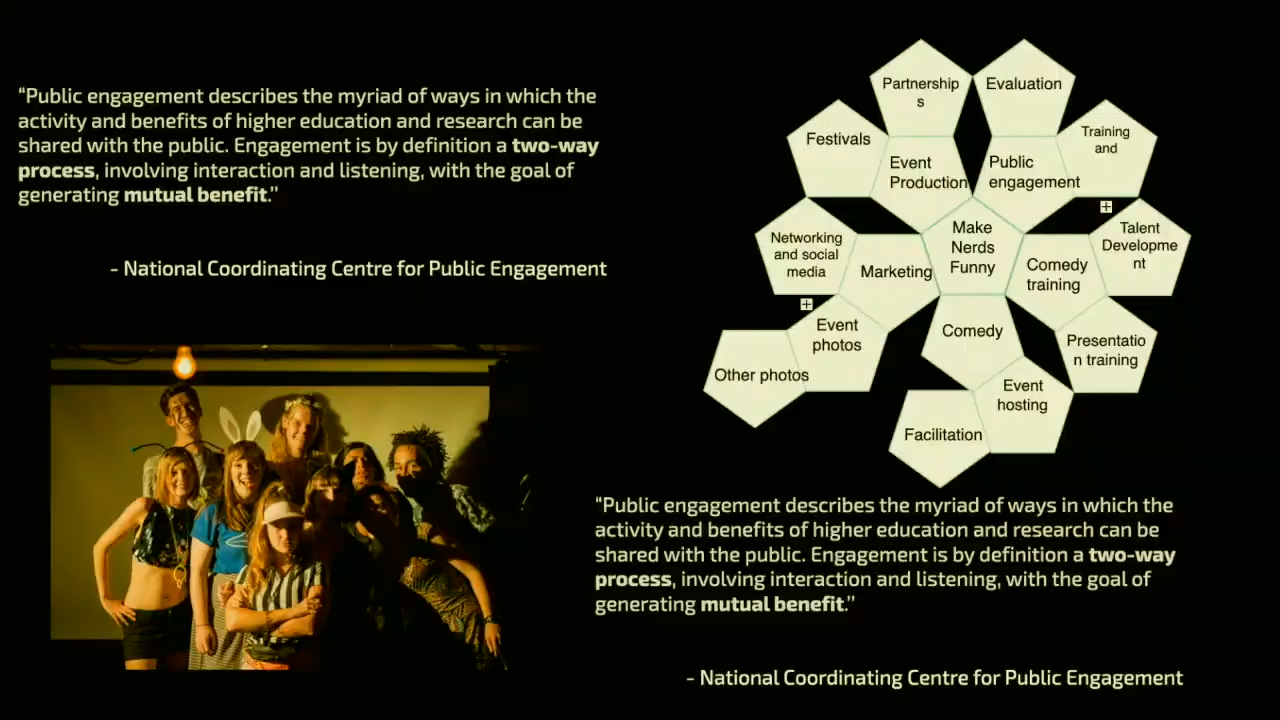 “Public engagement describes the myriad of ways in which the
activity and benefits of higher education and research can be
shared with the public. Engagement is by definition a two-way
process, involving interaction and listening, with the goal of
generating mutual benefit.”
- National Coordinating Centre for Public Engagement
Partnership
s
Evaluation
Festivals
Event
Production
Public
engagement
Training
and
Networking
and social
media
Marketing
Make
Nerds
Funny
Comedy
training
Talent
Developme
nt
Event
photos
Other photos
Comedy
Presentatio
n training
Event
hosting
Facilitation
“Public engagement describes the myriad of ways in which the
activity and benefits of higher education and research can be
shared with the public. Engagement is by definition a two-way
process, involving interaction and listening, with the goal of
generating mutual benefit.”
- National Coordinating Centre for Public Engagement